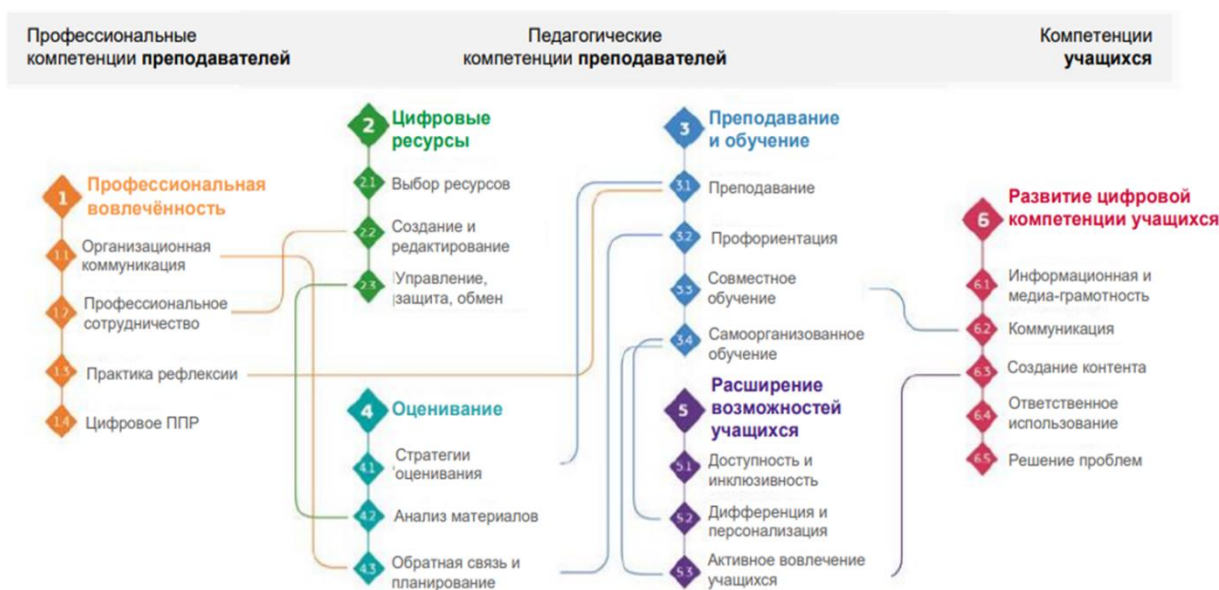 Профессиональные
компетенции преподавателей
Педагогические
компетенции преподавателей
Компетенции
учащихся
1
Профессиональная
вовлечённость
1.1
Организационная
коммуникация
1.2
Профессиональное
сотрудничество
1.3
Практика рефлексии
1.4
Цифровое ППР
2
Цифровые
ресурсы
2.1
Выбор ресурсов
2.2
Создание и
редактирование
2.3
Управление,
защита, обмен
4
Оценивание
4.1
Стратегии
оценивания
4.2
Анализ материалов
4.3
Обратная связь и
планирование
3
Преподавание
и обучение
3.1
Преподавание
3.2
Профориентация
3.3
Совместное
обучение
3.4
Самоорганизованное
обучение
5
Расширение
возможностей
учащихся
5.1
Доступность и
инклюзивность
5.2
Дифференция и
персонализация
5.3
Активное вовлечение
учащихся
6
Развитие цифровой
компетенции учащихся
6.1
Информационная и
медиа-грамотность
6.2
Коммуникация
6.3
Создание контента
6.4
Ответственное
использование
6.5
Решение проблем